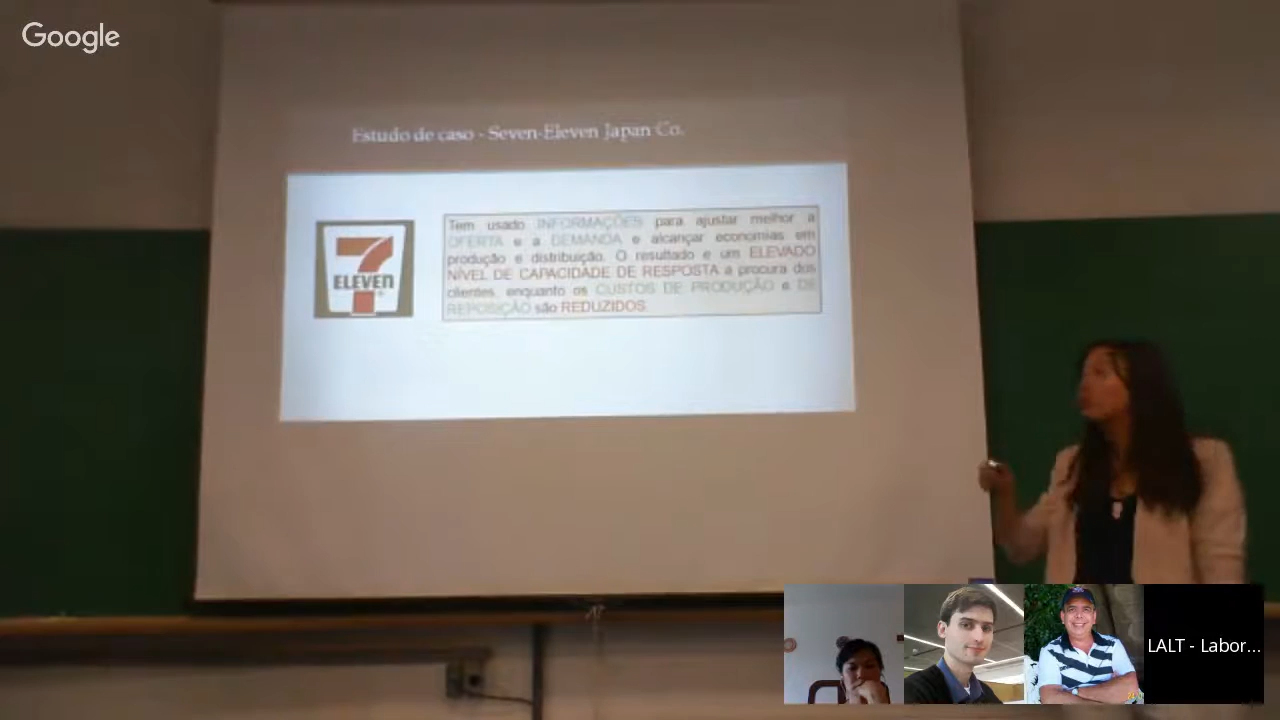 Google
Estudo de caso - Seven-Eleven Japan Co.
Tem usado INFORMAÇÕES para ajustar melhor a
OFERTA e a DEMANDA e alcançar economias em
produção e distribuição. O resultado e um ELEVADO
NÍVEL DE CAPACIDADE DE RESPOSTA a procura dos
clientes, enquanto os CUSTOS DE PRODUÇÃO e DE
REPOSIÇÃO são REDUZIDOS.
7
ELEVEN
LALT - Labor...